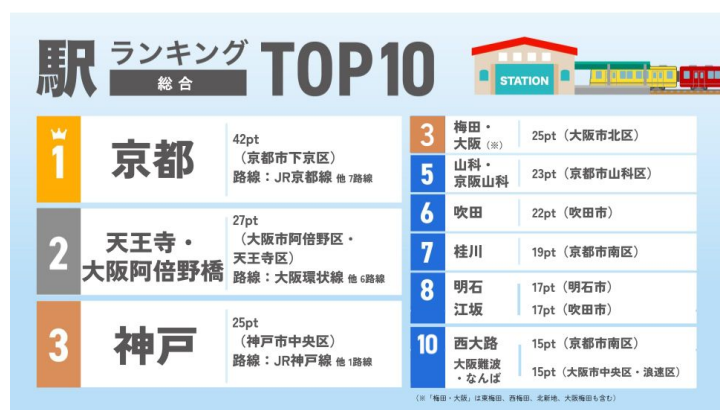 駅 ランキング 総合 TOP10
STATION
1
京都
42pt
(京都市下京区)
路線：JR京都線 他 7路線
2
天王寺・
大阪阿倍野橋
27pt
(大阪市阿倍野区・
天王寺区)
路線：大阪環状線 他 6路線
3
神戸
25pt
(神戸市中央区)
路線：JR神戸線 他 1路線
3
梅田・
大阪 (※)
25pt (大阪市北区)
5
山科・
京阪山科
23pt (京都市山科区)
6 吹田 22pt (吹田市)
7 桂川 19pt (京都市南区)
8
明石 17pt (明石市)
江坂 17pt (吹田市)
10 西大路 15pt (京都市南区)
大阪難波
・なんば
15pt (大阪市中央区・浪速区)
(※「梅田・大阪」は東梅田、西梅田、北新地、大阪梅田も含む)